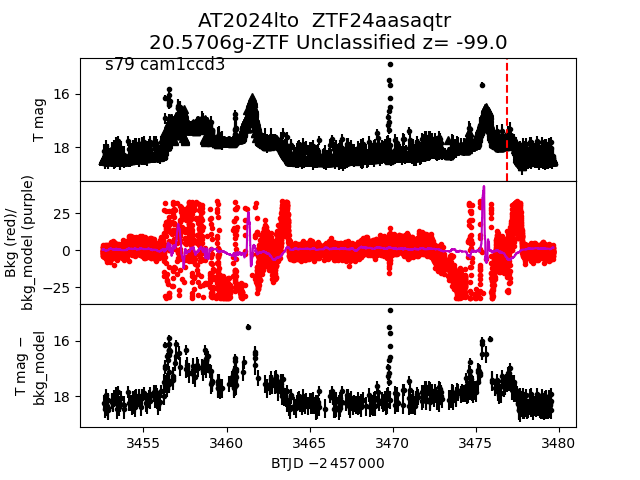 AT2024lto ZTF24aasaqtr
20.5706g-ZTF Unclassified z= -99.0
s79 cam1ccd3
T mag
16
18
Bkg (red)/
bkg_model (purple)
25
0
−25
T mag −
bkg_model
16
18
3455 3460 3465 3470 3475 3480
BTJD −2 457 000